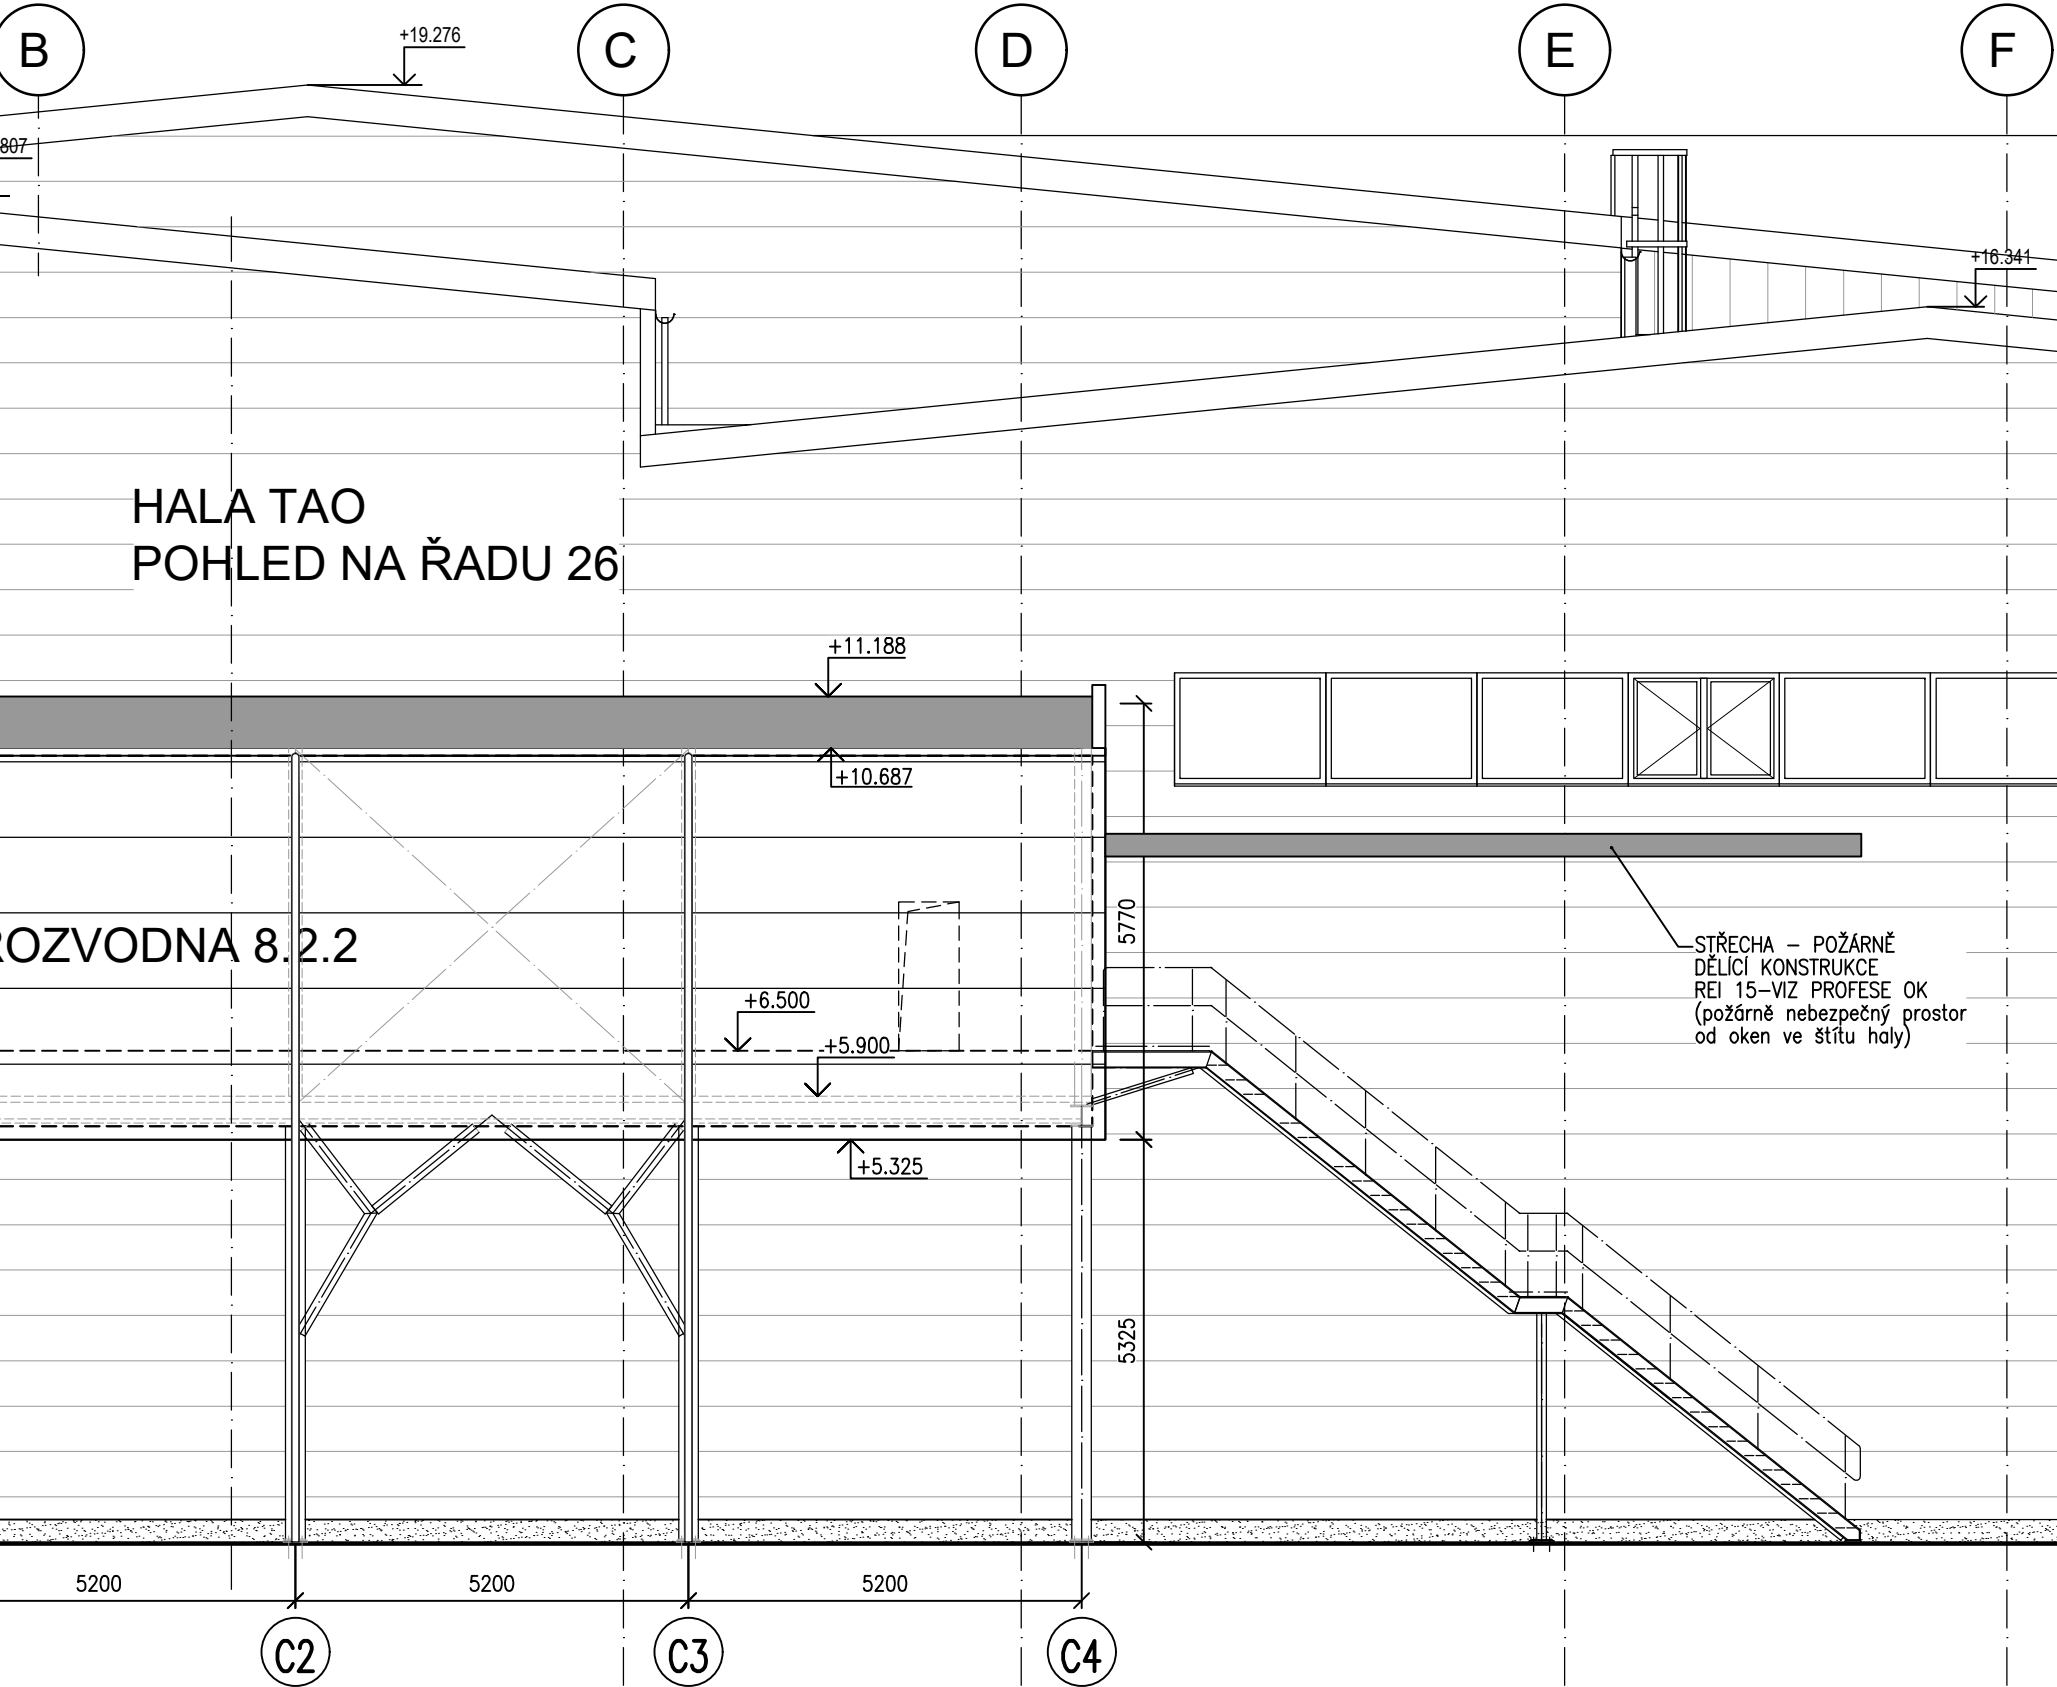 B
C
D
E
F
+19.276
807
+16.341
HALA TAO
POHLED NA ŘADU 26
+11.188
+10.687
5770
ROZVODNA 8.2.2
STŘECHA – POŽÁRNĚ
DĚLÍCÍ KONSTRUKCE
REI 15–VIZ PROFESE OK
(požárně nebezpečný prostor
od oken ve štítu haly)
+6.500
+5.900
+5.325
5325
5200
5200
5200
C2
C3
C4